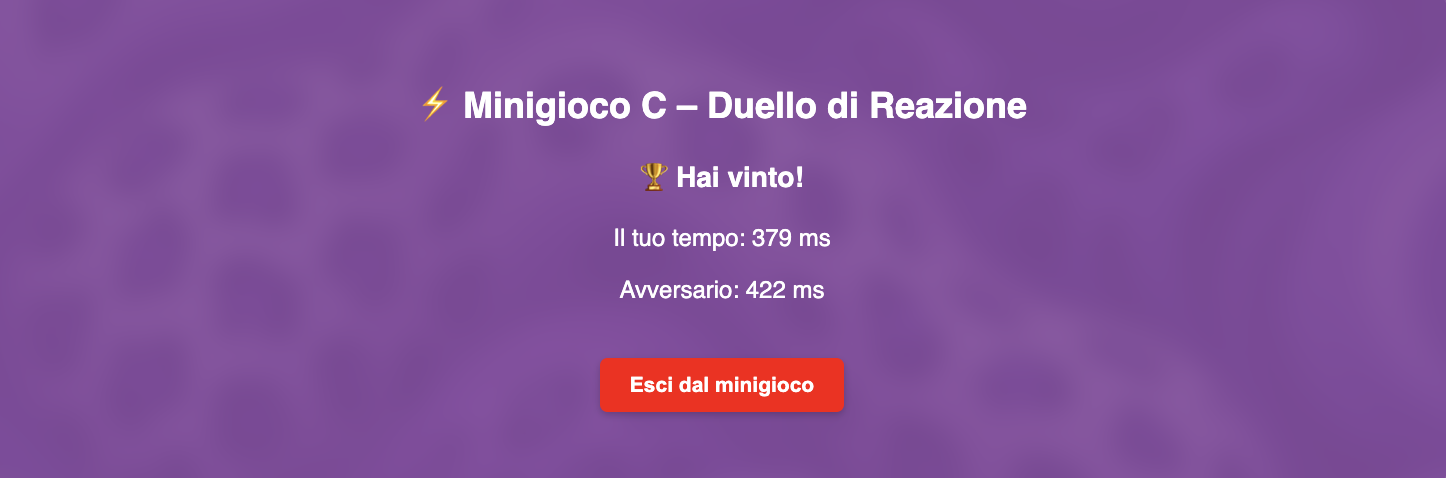 ⚡ Minigioco C – Duello di Reazione
🏆 Hai vinto!
Il tuo tempo: 379 ms
Avversario: 422 ms
Esci dal minigioco